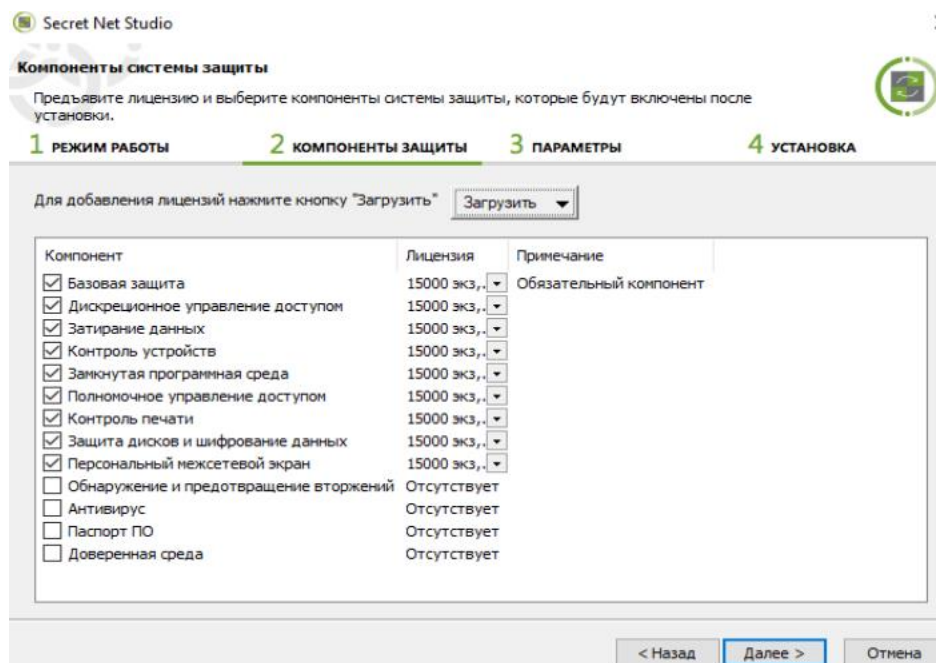 Secret Net Studio
Компоненты системы защиты
Предъявите лицензию и выберите компоненты системы защиты, которые будут включены после
установки.
1 РЕЖИМ РАБОТЫ 2 КОМПОНЕНТЫ ЗАЩИТЫ 3 ПАРАМЕТРЫ 4 УСТАНОВКА
Для добавления лицензий нажмите кнопку "Загрузить" Загрузить
Компонент Лицензия Примечание
Базовая защита 15000 экз,. Обязательный компонент
Дискреционное управление доступом 15000 экз,.
Затирание данных 15000 экз,.
Контроль устройств 15000 экз,.
Замкнутая программная среда 15000 экз,.
Полномочное управление доступом 15000 экз,.
Контроль печати 15000 экз,.
Защита дисков и шифрование данных 15000 экз,.
Персональный межсетевой экран 15000 экз,.
Обнаружение и предотвращение вторжений Отсутствует
Антивирус Отсутствует
Паспорт ПО Отсутствует
Доверенная среда Отсутствует
< Назад Далее > Отмена